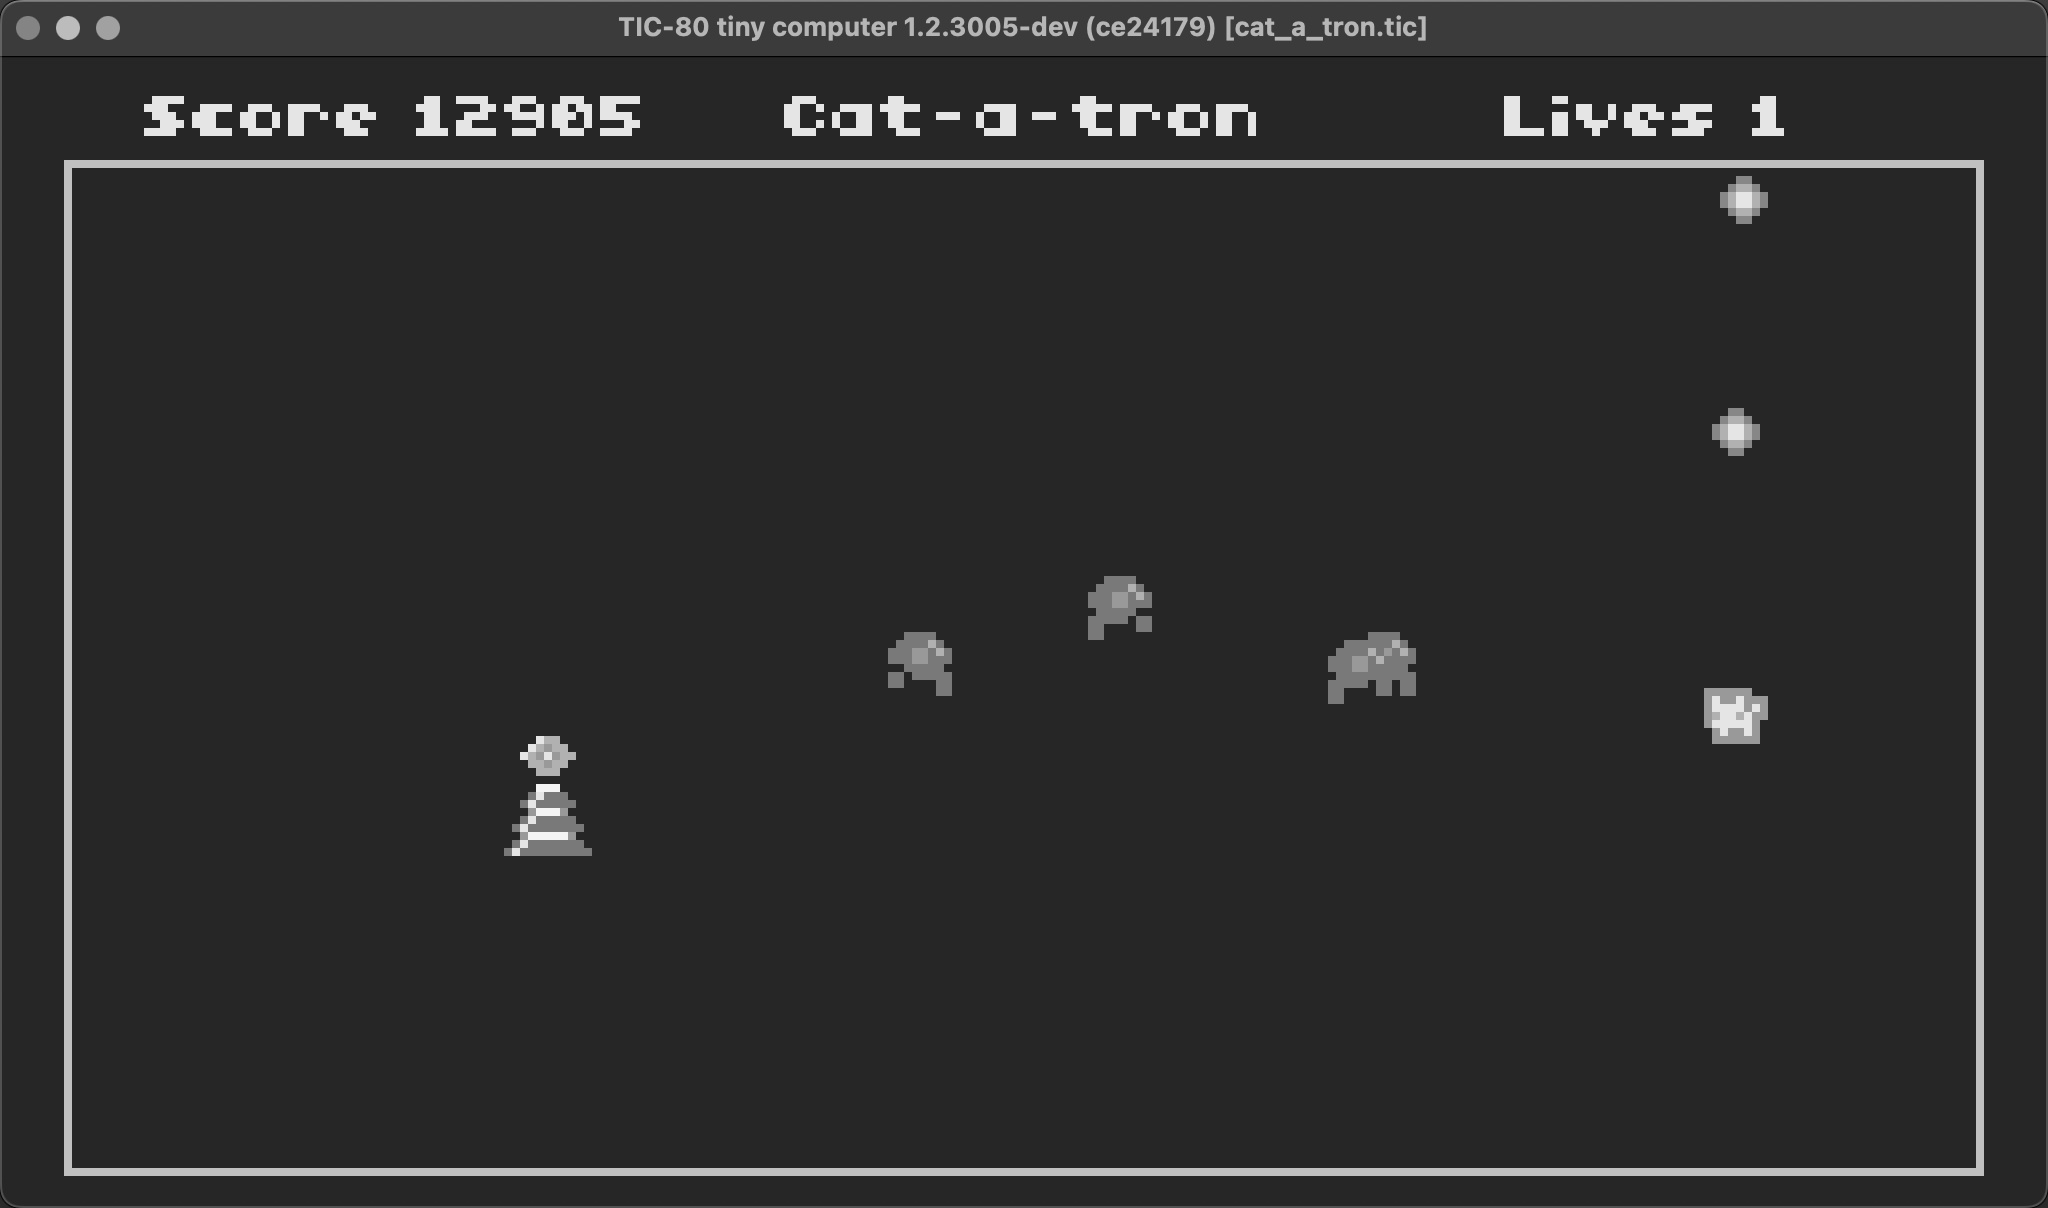 TIC-80 tiny computer 1.2.3005-dev (ce24179) [cat_a_tron.tic]
Score 12905 Cat-a-tron Lives 1